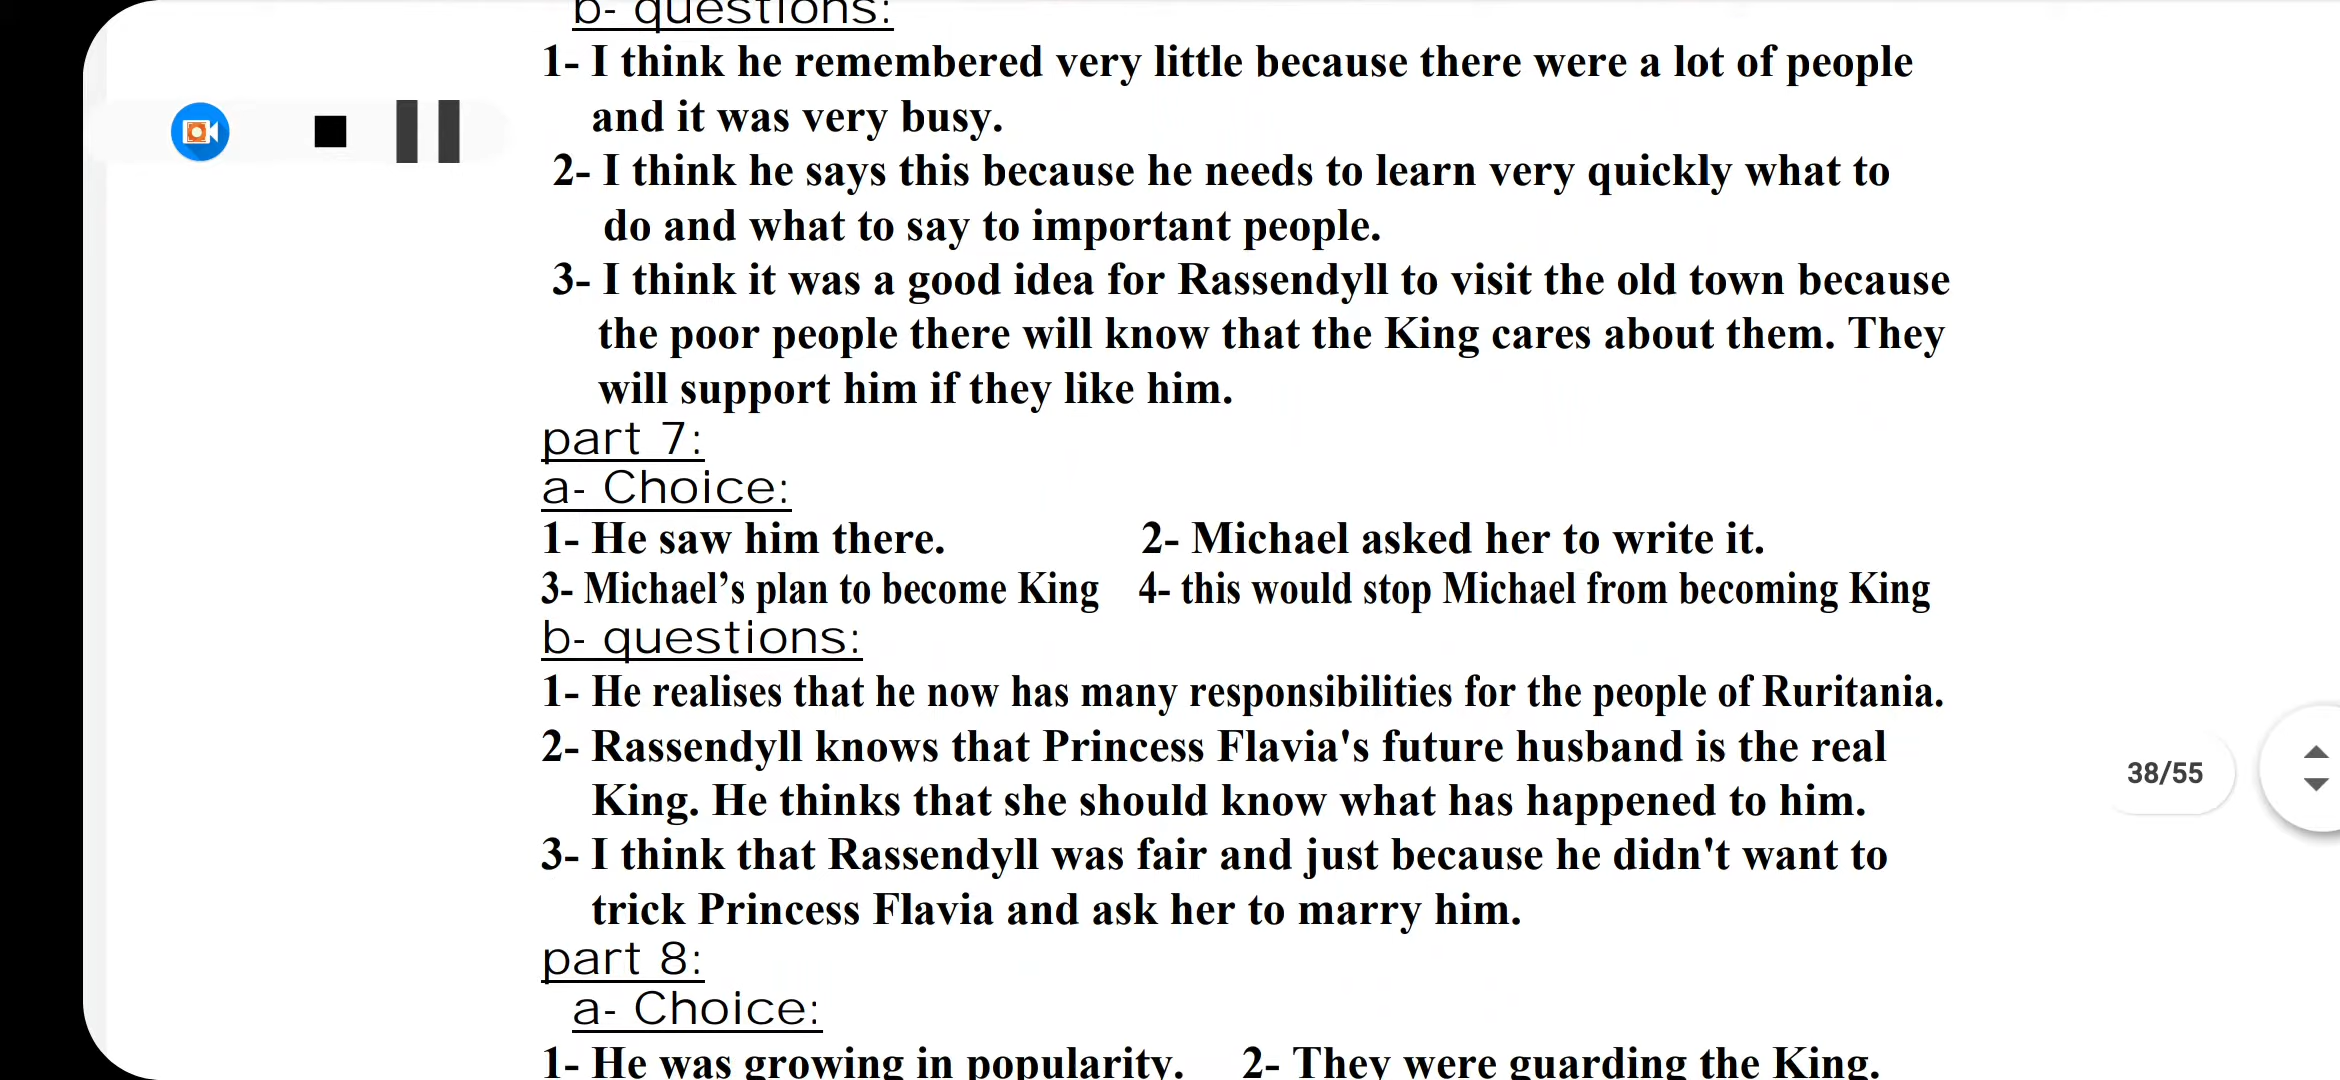 b- questions:
1- I think he remembered very little because there were a lot of people
and it was very busy.
2- I think he says this because he needs to learn very quickly what to
do and what to say to important people.
3- I think it was a good idea for Rassendyll to visit the old town because
the poor people there will know that the King cares about them. They
will support him if they like him.
part 7:
a- Choice:
1- He saw him there. 2- Michael asked her to write it.
3- Michael’s plan to become King 4- this would stop Michael from becoming King
b- questions:
1- He realises that he now has many responsibilities for the people of Ruritania.
2- Rassendyll knows that Princess Flavia's future husband is the real
King. He thinks that she should know what has happened to him.
38/55
3- I think that Rassendyll was fair and just because he didn't want to
trick Princess Flavia and ask her to marry him.
part 8:
a- Choice:
1- He was growing in popularity. 2- They were guarding the King.